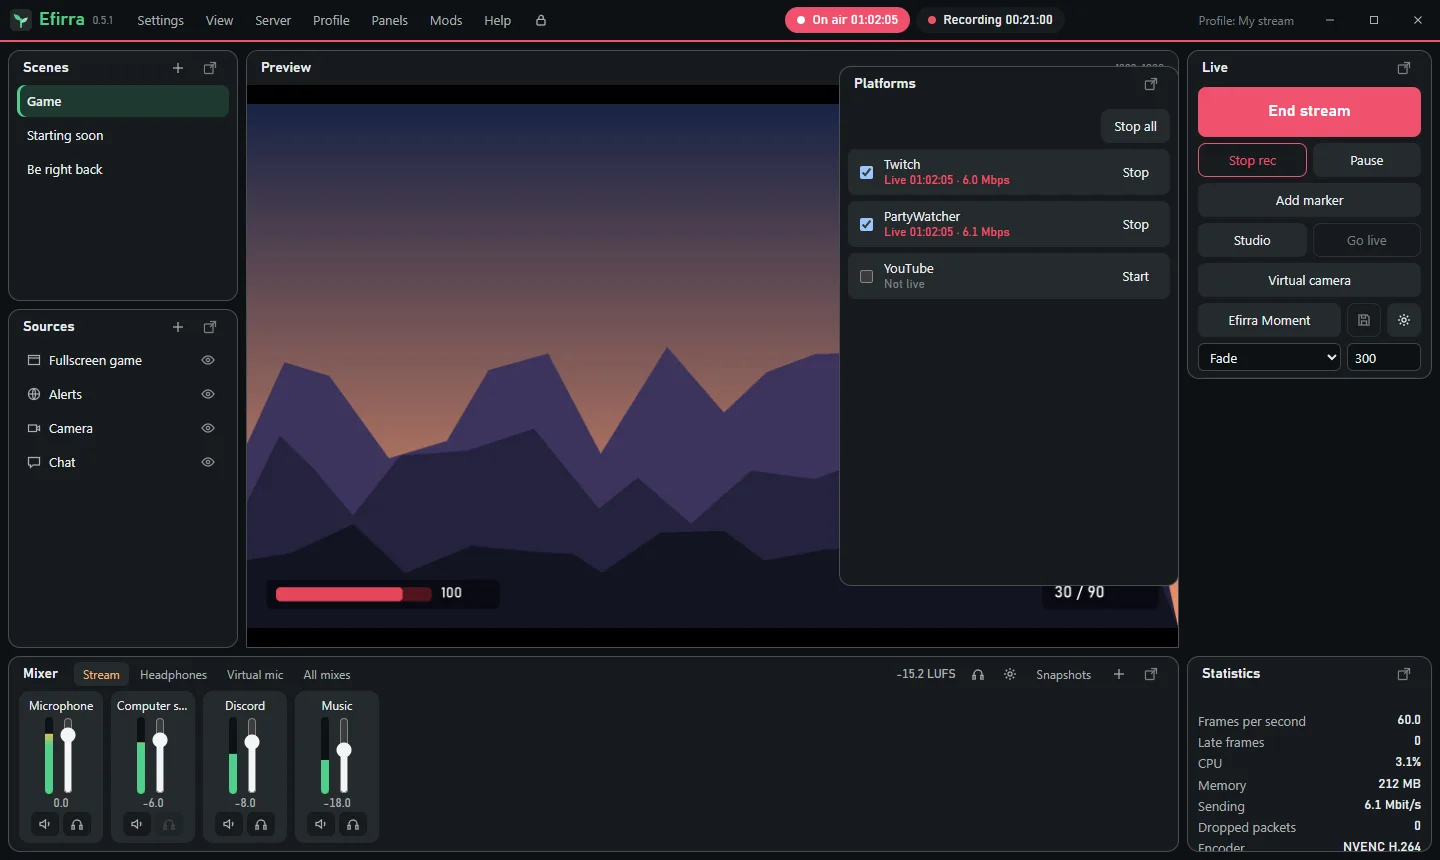 Efirra 0.5.1 Settings View Server Profile Panels Mods Help On air 01:02:05 Recording 00:21:00 Profile: My stream
Scenes
Game
Starting soon
Be right back
Sources
Fullscreen game
Alerts
Camera
Chat
Preview
100
30 / 90
Platforms
Stop all
Twitch
Live 01:02:05 · 6.0 Mbps
Stop
PartyWatcher
Live 01:02:05 · 6.1 Mbps
Stop
YouTube
Not live
Start
Live
End stream
Stop rec Pause
Add marker
Studio Go live
Virtual camera
Efirra Moment
Fade 300
Mixer Stream Headphones Virtual mic All mixes -15.2 LUFS Snapshots
Microphone Computer s... Discord Music
0.0 -6.0 -8.0 -18.0
Statistics
Frames per second 60.0
Late frames 0
CPU 3.1%
Memory 212 MB
Sending 6.1 Mbit/s
Dropped packets 0
Encoder NVENC H.264